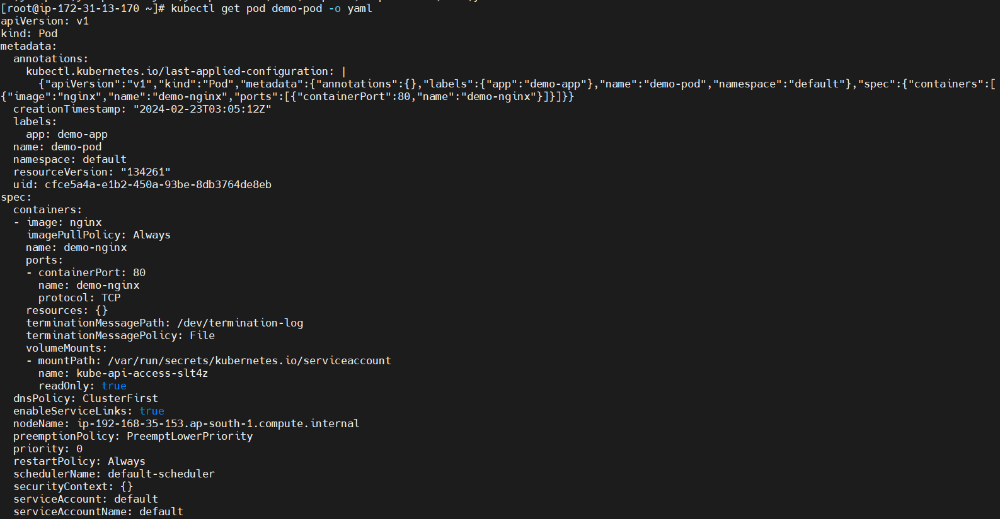 [root@ip-172-31-13-170 ~]# kubectl get pod demo-pod -o yaml
apiVersion: v1
kind: Pod
metadata:
  annotations:
    kubectl.kubernetes.io/last-applied-configuration: |
      {"apiVersion":"v1","kind":"Pod","metadata":{"annotations":{},"labels":{"app":"demo-app"},"name":"demo-pod","namespace":"default"},"spec":{"containers":[
{"image":"nginx","name":"demo-nginx","ports":[{"containerPort":80,"name":"demo-nginx"}]}]}}
  creationTimestamp: "2024-02-23T03:05:12Z"
  labels:
    app: demo-app
  name: demo-pod
  namespace: default
  resourceVersion: "134261"
  uid: cfce5a4a-e1b2-450a-93be-8db3764de8eb
spec:
  containers:
  - image: nginx
    imagePullPolicy: Always
    name: demo-nginx
    ports:
    - containerPort: 80
      name: demo-nginx
      protocol: TCP
    resources: {}
    terminationMessagePath: /dev/termination-log
    terminationMessagePolicy: File
    volumeMounts:
    - mountPath: /var/run/secrets/kubernetes.io/serviceaccount
      name: kube-api-access-slt4z
      readOnly: true
  dnsPolicy: ClusterFirst
  enableServiceLinks: true
  nodeName: ip-192-168-35-153.ap-south-1.compute.internal
  preemptionPolicy: PreemptLowerPriority
  priority: 0
  restartPolicy: Always
  schedulerName: default-scheduler
  securityContext: {}
  serviceAccount: default
  serviceAccountName: default